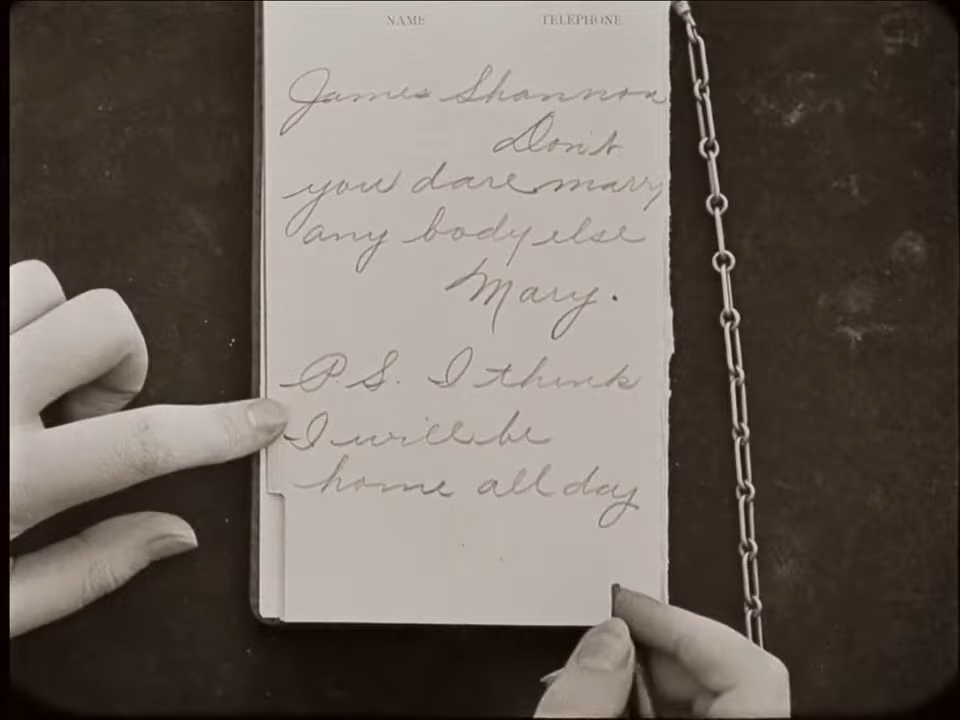 NAME TELEPHONE
James Shannon
Don't
you dare marry
any body else
Mary.
P.S. I think
I will be
home all day